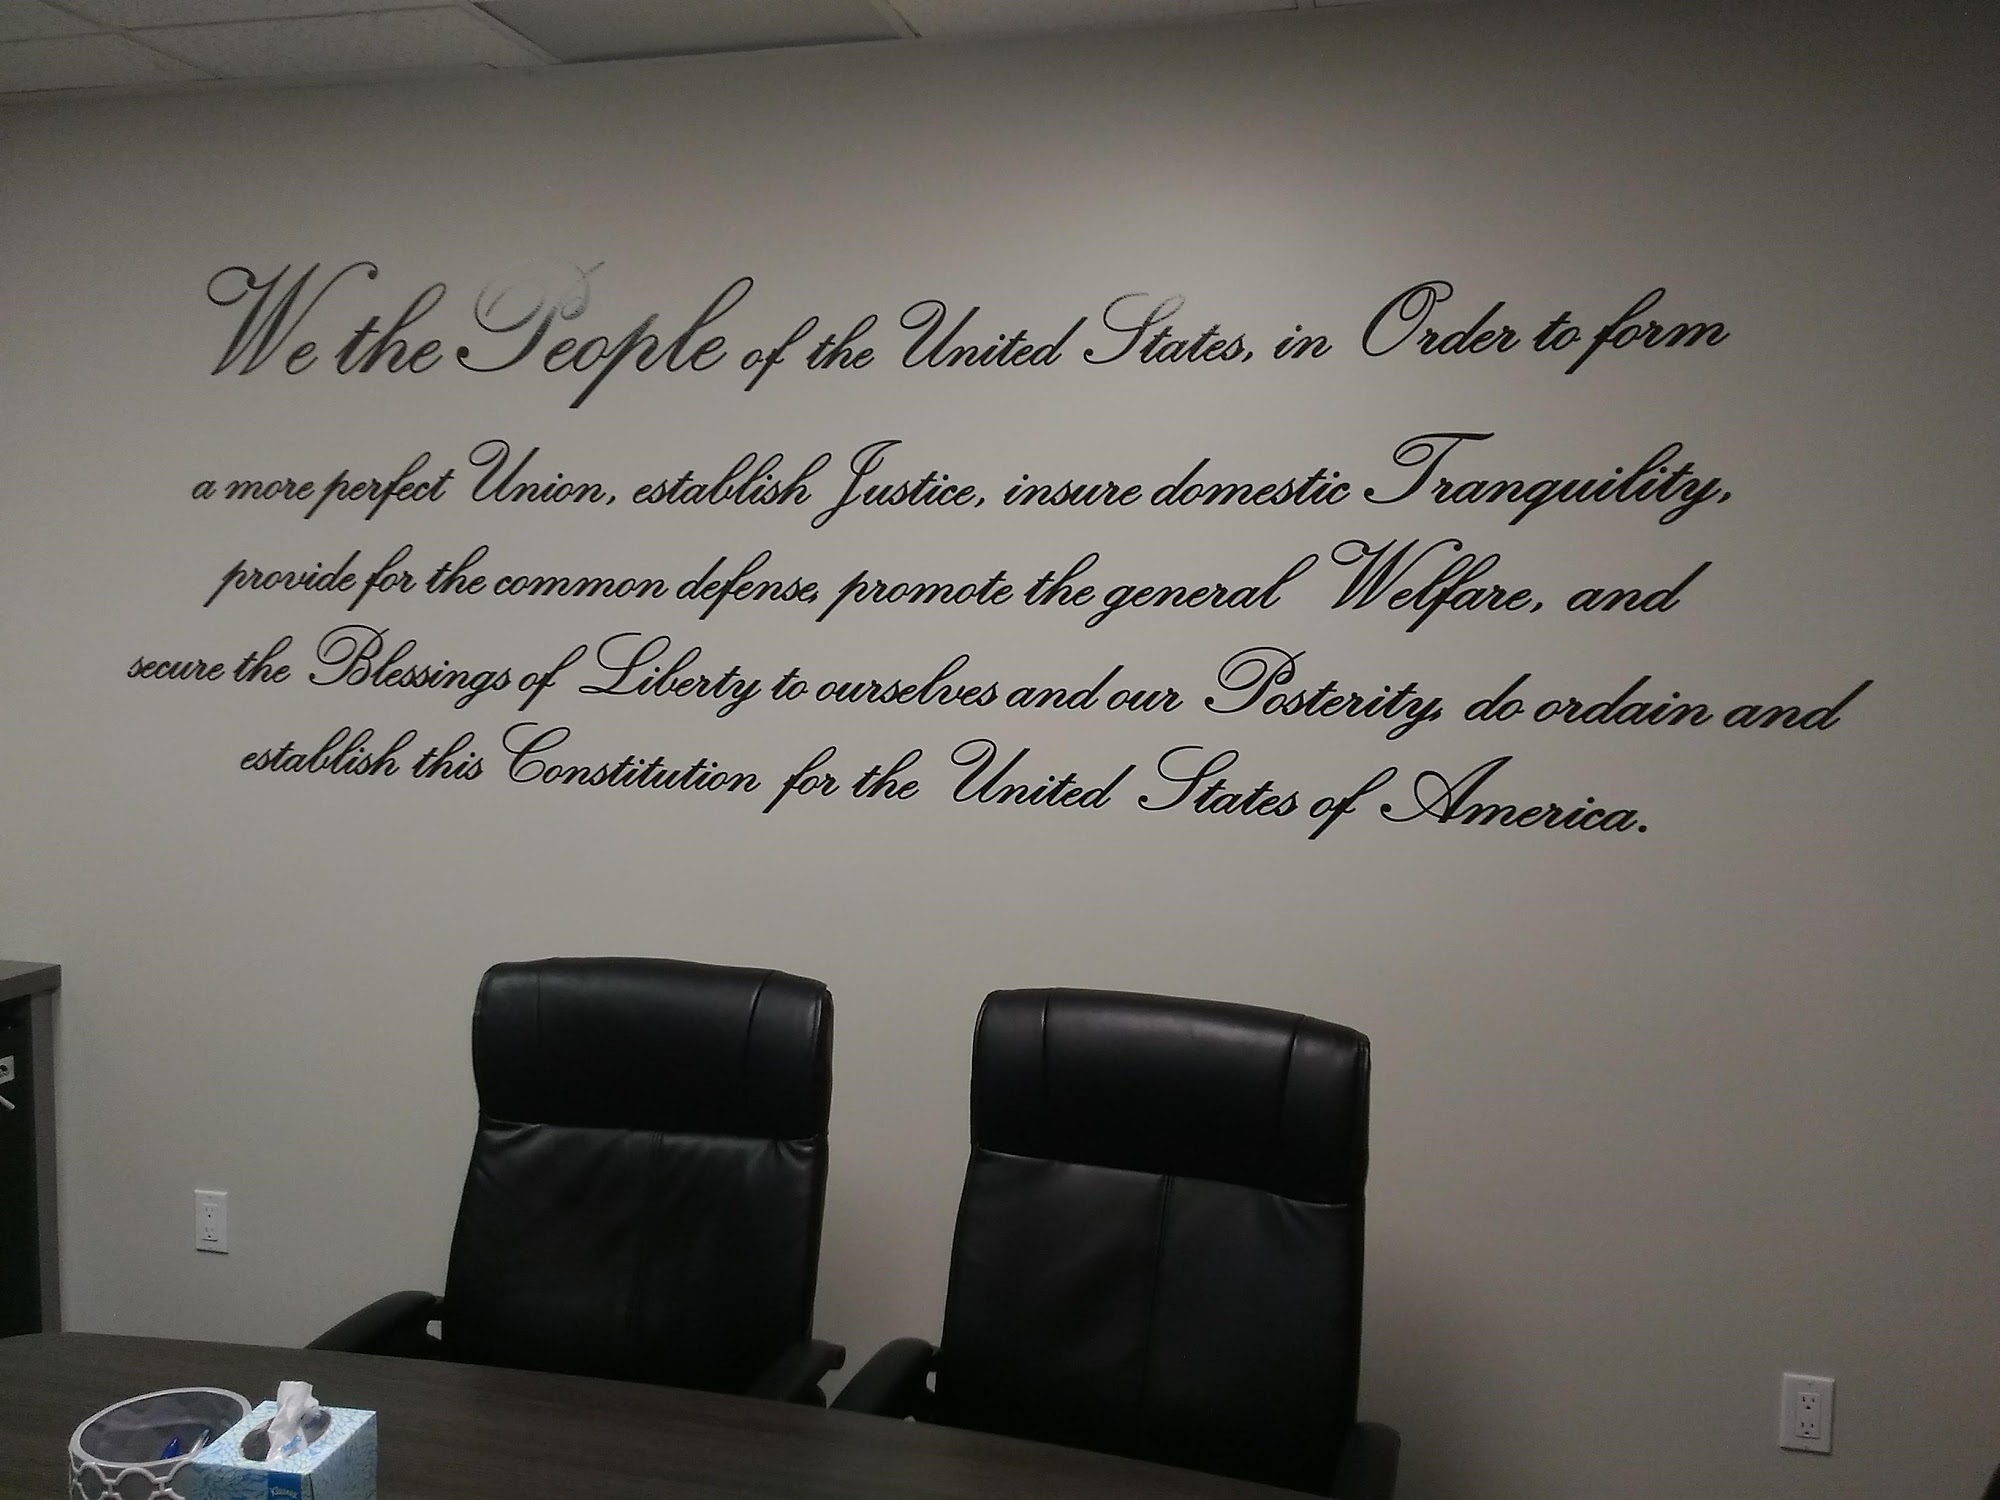 We the People of the United States, in Order to form
a more perfect Union, establish Justice, insure domestic Tranquility,
provide for the common defense, promote the general Welfare, and
secure the Blessings of Liberty to ourselves and our Posterity, do ordain and
establish this Constitution for the United States of America.
Kleenex